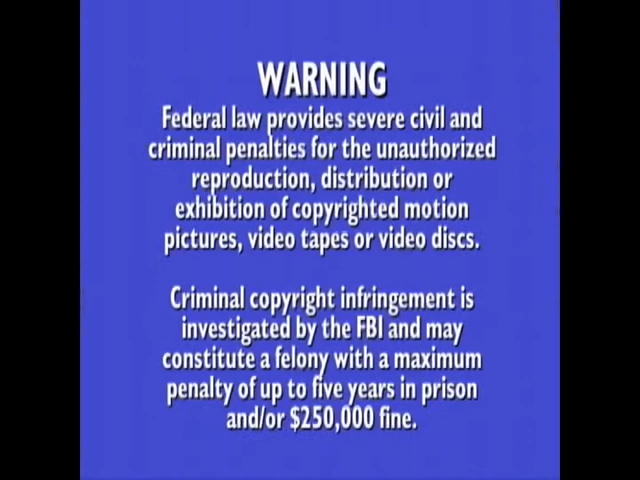 WARNING
Federal law provides severe civil and
criminal penalties for the unauthorized
reproduction, distribution or
exhibition of copyrighted motion
pictures, video tapes or video discs.
Criminal copyright infringement is
investigated by the FBI and may
constitute a felony with a maximum
penalty of up to five years in prison
and/or $250,000 fine.